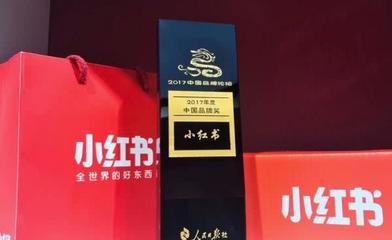 小红书
全世界的好东西
2017中国品牌论坛
2017年度
中国品牌奖
小红书
人民日报社
小红书